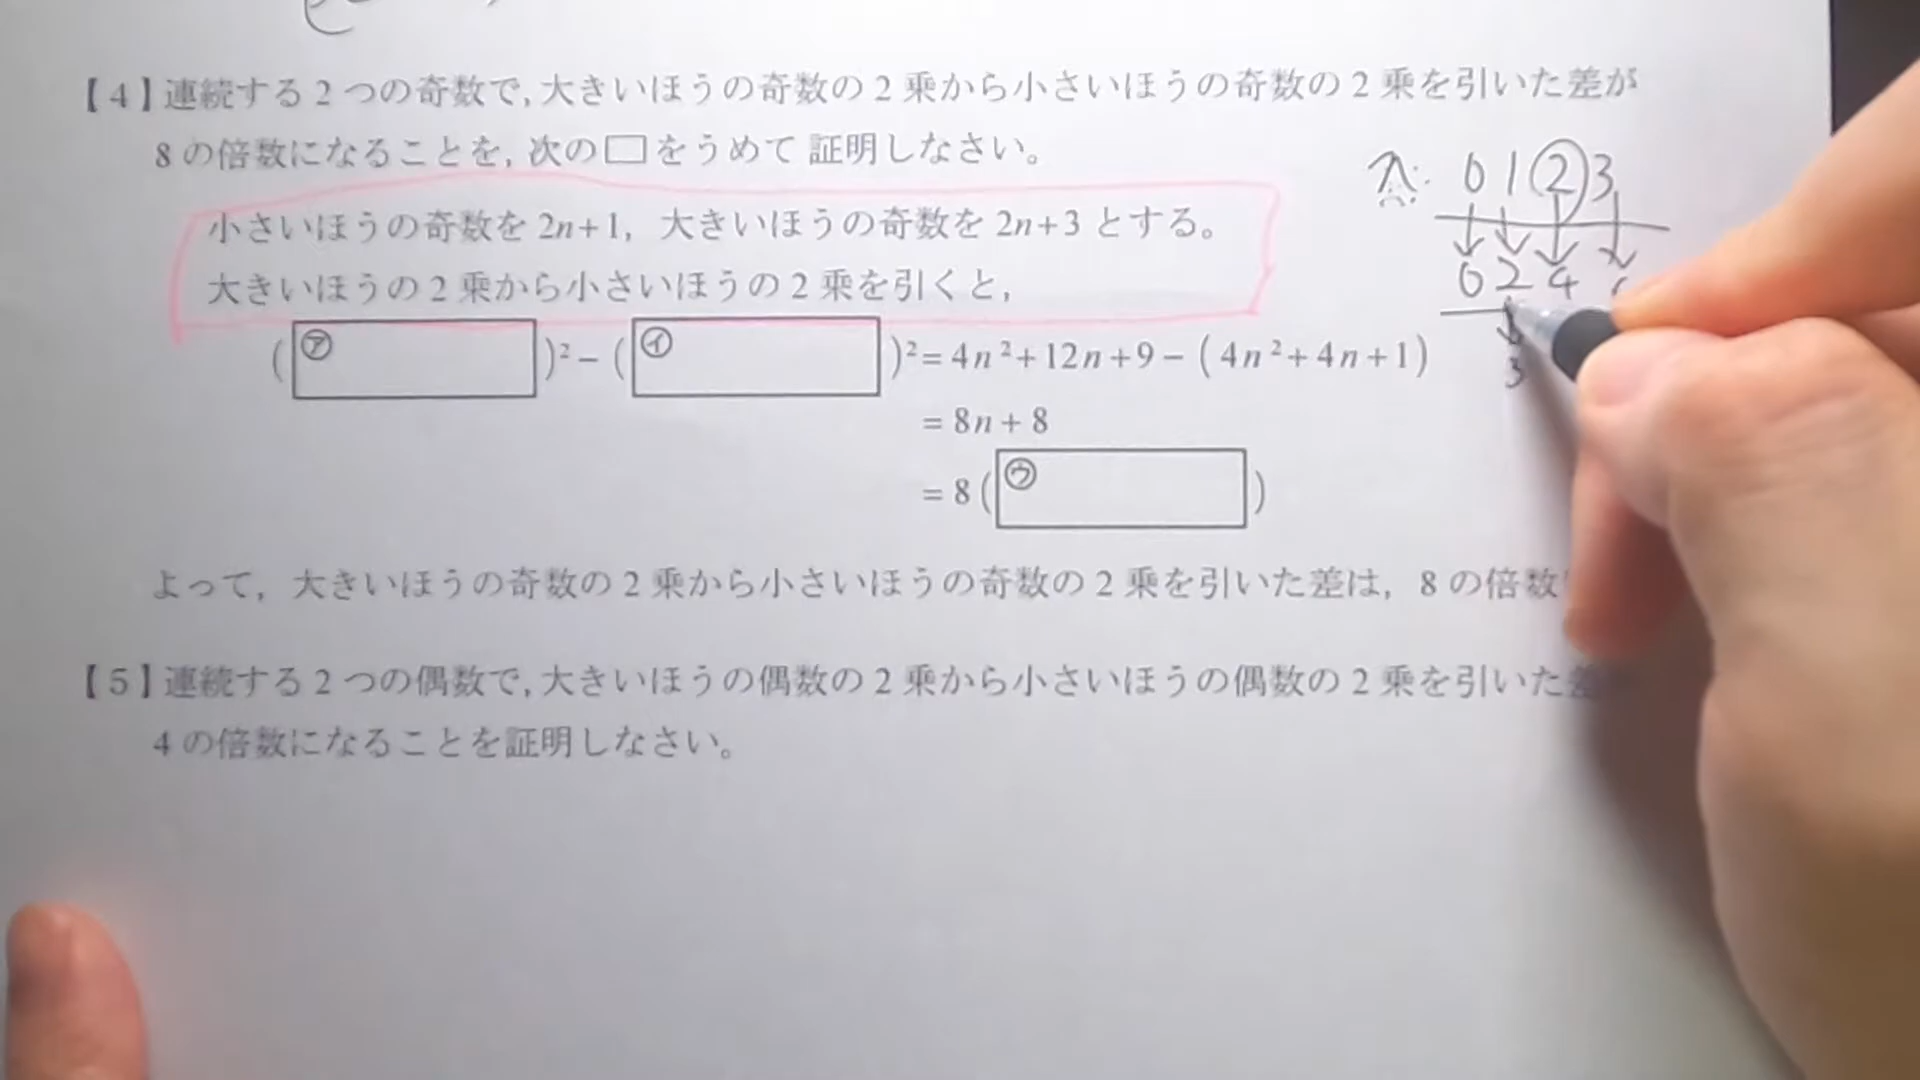 【4】連続する2つの奇数で,大きいほうの奇数の2乗から小さいほうの奇数の2乗を引いた差が
8の倍数になることを,次の□をうめて証明しなさい。
n: 0 1 2 3
小さいほうの奇数を2n+1, 大きいほうの奇数を2n+3とする。
0 2 4
大きいほうの2乗から小さいほうの2乗を引くと,
(㋐)²−(㋑)²=4n²+12n+9−(4n²+4n+1)
3
=8n+8
=8(㋒)
よって, 大きいほうの奇数の2乗から小さいほうの奇数の2乗を引いた差は, 8の倍数
【5】連続する2つの偶数で,大きいほうの偶数の2乗から小さいほうの偶数の2乗を引いた差
4の倍数になることを証明しなさい。